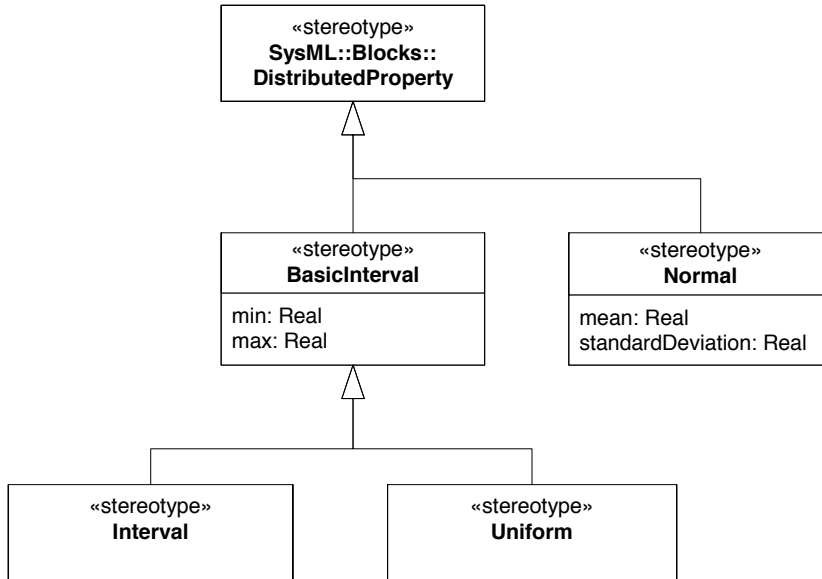 «stereotype»
SysML::Blocks::
DistributedProperty
«stereotype»
BasicInterval
min: Real
max: Real
«stereotype»
Normal
mean: Real
standardDeviation: Real
«stereotype»
Interval
«stereotype»
Uniform